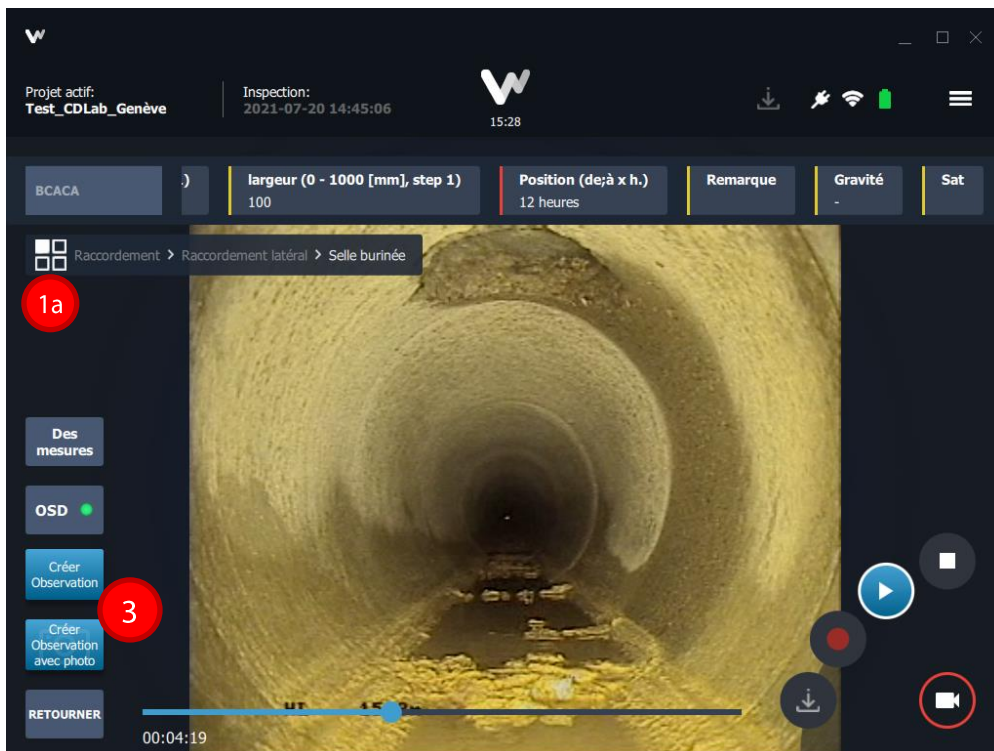 Projet actif:
Test_CDLab_Genève
Inspection:
2021-07-20 14:45:06
15:28
BCACA
.)
largeur (0 - 1000 [mm], step 1)
100
Position (de;à x h.)
12 heures
Remarque
Gravité
-
Sat
Raccordement > Raccordement latéral > Selle burinée
1a
Des
mesures
OSD
Créer
Observation
3
Créer
Observation
avec photo
RETOURNER
00:04:19